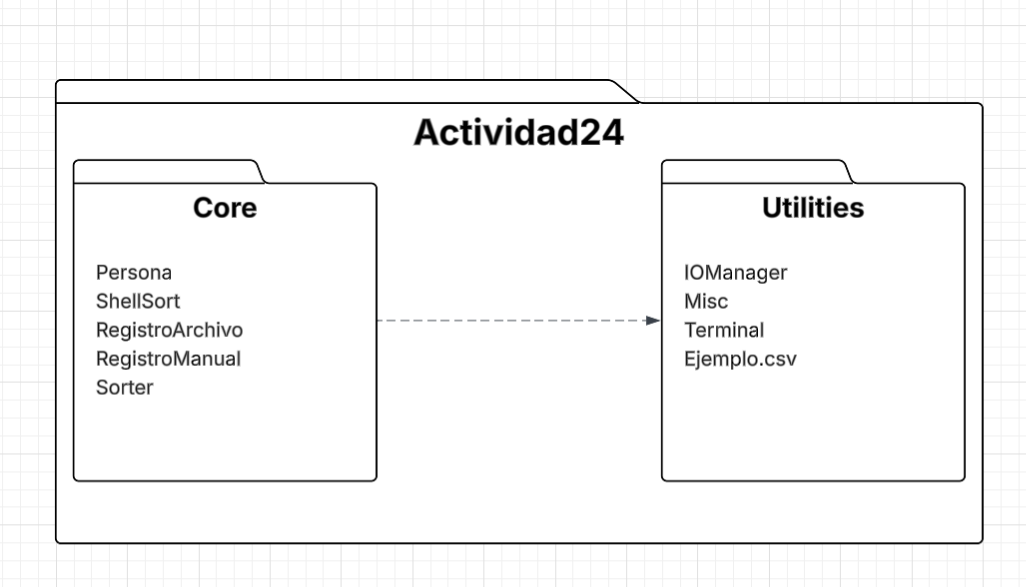 Actividad24
Core
Persona
ShellSort
RegistroArchivo
RegistroManual
Sorter
Utilities
IOManager
Misc
Terminal
Ejemplo.csv